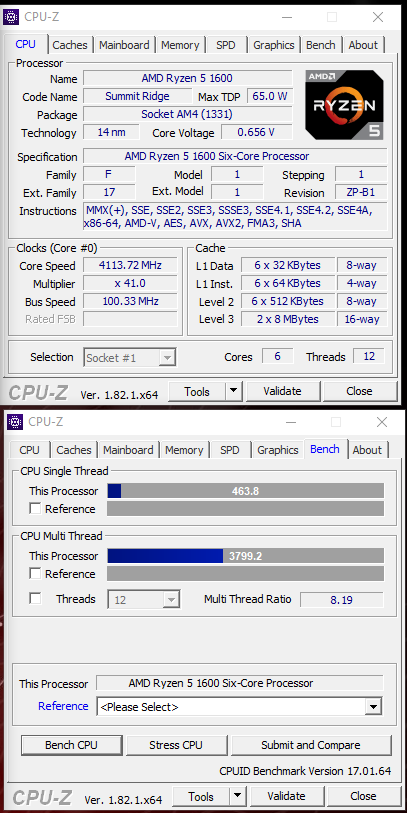 CPU-Z
CPU Caches Mainboard Memory SPD Graphics Bench About
Processor
Name AMD Ryzen 5 1600
Code Name Summit Ridge Max TDP 65.0 W
Package Socket AM4 (1331)
Technology 14 nm Core Voltage 0.656 V
AMD RYZEN 5
Specification AMD Ryzen 5 1600 Six-Core Processor
Family F Model 1 Stepping 1
Ext. Family 17 Ext. Model 1 Revision ZP-B1
Instructions MMX(+), SSE, SSE2, SSE3, SSSE3, SSE4.1, SSE4.2, SSE4A,
x86-64, AMD-V, AES, AVX, AVX2, FMA3, SHA
Clocks (Core #0)
Core Speed 4113.72 MHz
Multiplier x 41.0
Bus Speed 100.33 MHz
Rated FSB
Cache
L1 Data 6 x 32 KBytes 8-way
L1 Inst. 6 x 64 KBytes 4-way
Level 2 6 x 512 KBytes 8-way
Level 3 2 x 8 MBytes 16-way
Selection Socket #1 Cores 6 Threads 12
CPU-Z Ver. 1.82.1.x64 Tools Validate Close
CPU-Z
CPU Caches Mainboard Memory SPD Graphics Bench About
CPU Single Thread
This Processor 463.8
Reference
CPU Multi Thread
This Processor 3799.2
Reference
Threads 12 Multi Thread Ratio 8.19
This Processor AMD Ryzen 5 1600 Six-Core Processor
Reference <Please Select>
Bench CPU Stress CPU Submit and Compare
CPUID Benchmark Version 17.01.64
CPU-Z Ver. 1.82.1.x64 Tools Validate Close